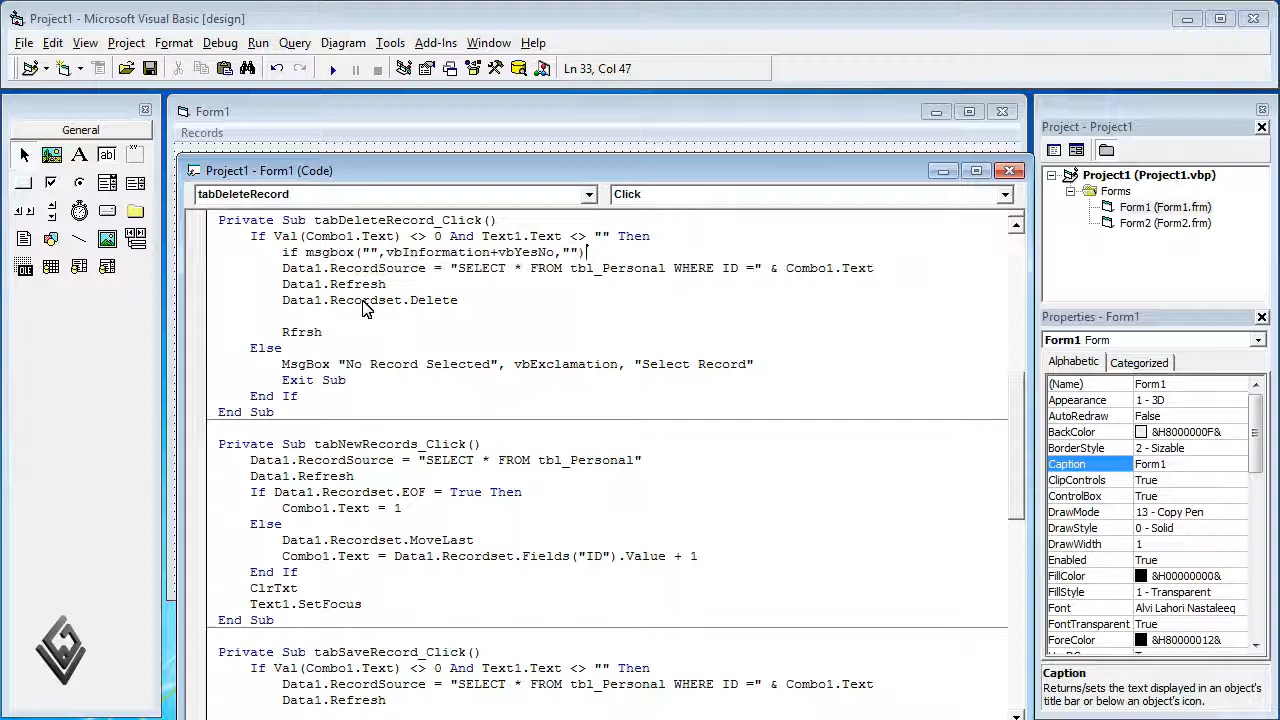 Project1 - Microsoft Visual Basic [design]
File Edit View Project Format Debug Run Query Diagram Tools Add-Ins Window Help
Ln 33, Col 47
General
Form1
Records
Project1 - Form1 (Code)
tabDeleteRecord Click
Private Sub tabDeleteRecord_Click()
If Val(Combo1.Text) <> 0 And Text1.Text <> "" Then
if msgbox("",vbInformation+vbYesNo,"")
Data1.RecordSource = "SELECT * FROM tbl_Personal WHERE ID =" & Combo1.Text
Data1.Refresh
Data1.Recordset.Delete
Rfrsh
Else
MsgBox "No Record Selected", vbExclamation, "Select Record"
Exit Sub
End If
End Sub
Private Sub tabNewRecords_Click()
Data1.RecordSource = "SELECT * FROM tbl_Personal"
Data1.Refresh
If Data1.Recordset.EOF = True Then
Combo1.Text = 1
Else
Data1.Recordset.MoveLast
Combo1.Text = Data1.Recordset.Fields("ID").Value + 1
End If
ClrTxt
Text1.SetFocus
End Sub
Private Sub tabSaveRecord_Click()
If Val(Combo1.Text) <> 0 And Text1.Text <> "" Then
Data1.RecordSource = "SELECT * FROM tbl_Personal WHERE ID =" & Combo1.Text
Data1.Refresh
Project - Project1
Project1 (Project1.vbp)
Forms
Form1 (Form1.frm)
Form2 (Form2.frm)
Properties - Form1
Form1 Form
Alphabetic Categorized
(Name) Form1
Appearance 1 - 3D
AutoRedraw False
BackColor &H8000000F&
BorderStyle 2 - Sizable
Caption Form1
ClipControls True
ControlBox True
DrawMode 13 - Copy Pen
DrawStyle 0 - Solid
DrawWidth 1
Enabled True
FillColor &H00000000&
FillStyle 1 - Transparent
Font Alvi Lahori Nastaleeq
FontTransparent True
ForeColor &H80000012&
Caption
Returns/sets the text displayed in an object's
title bar or below an object's icon.